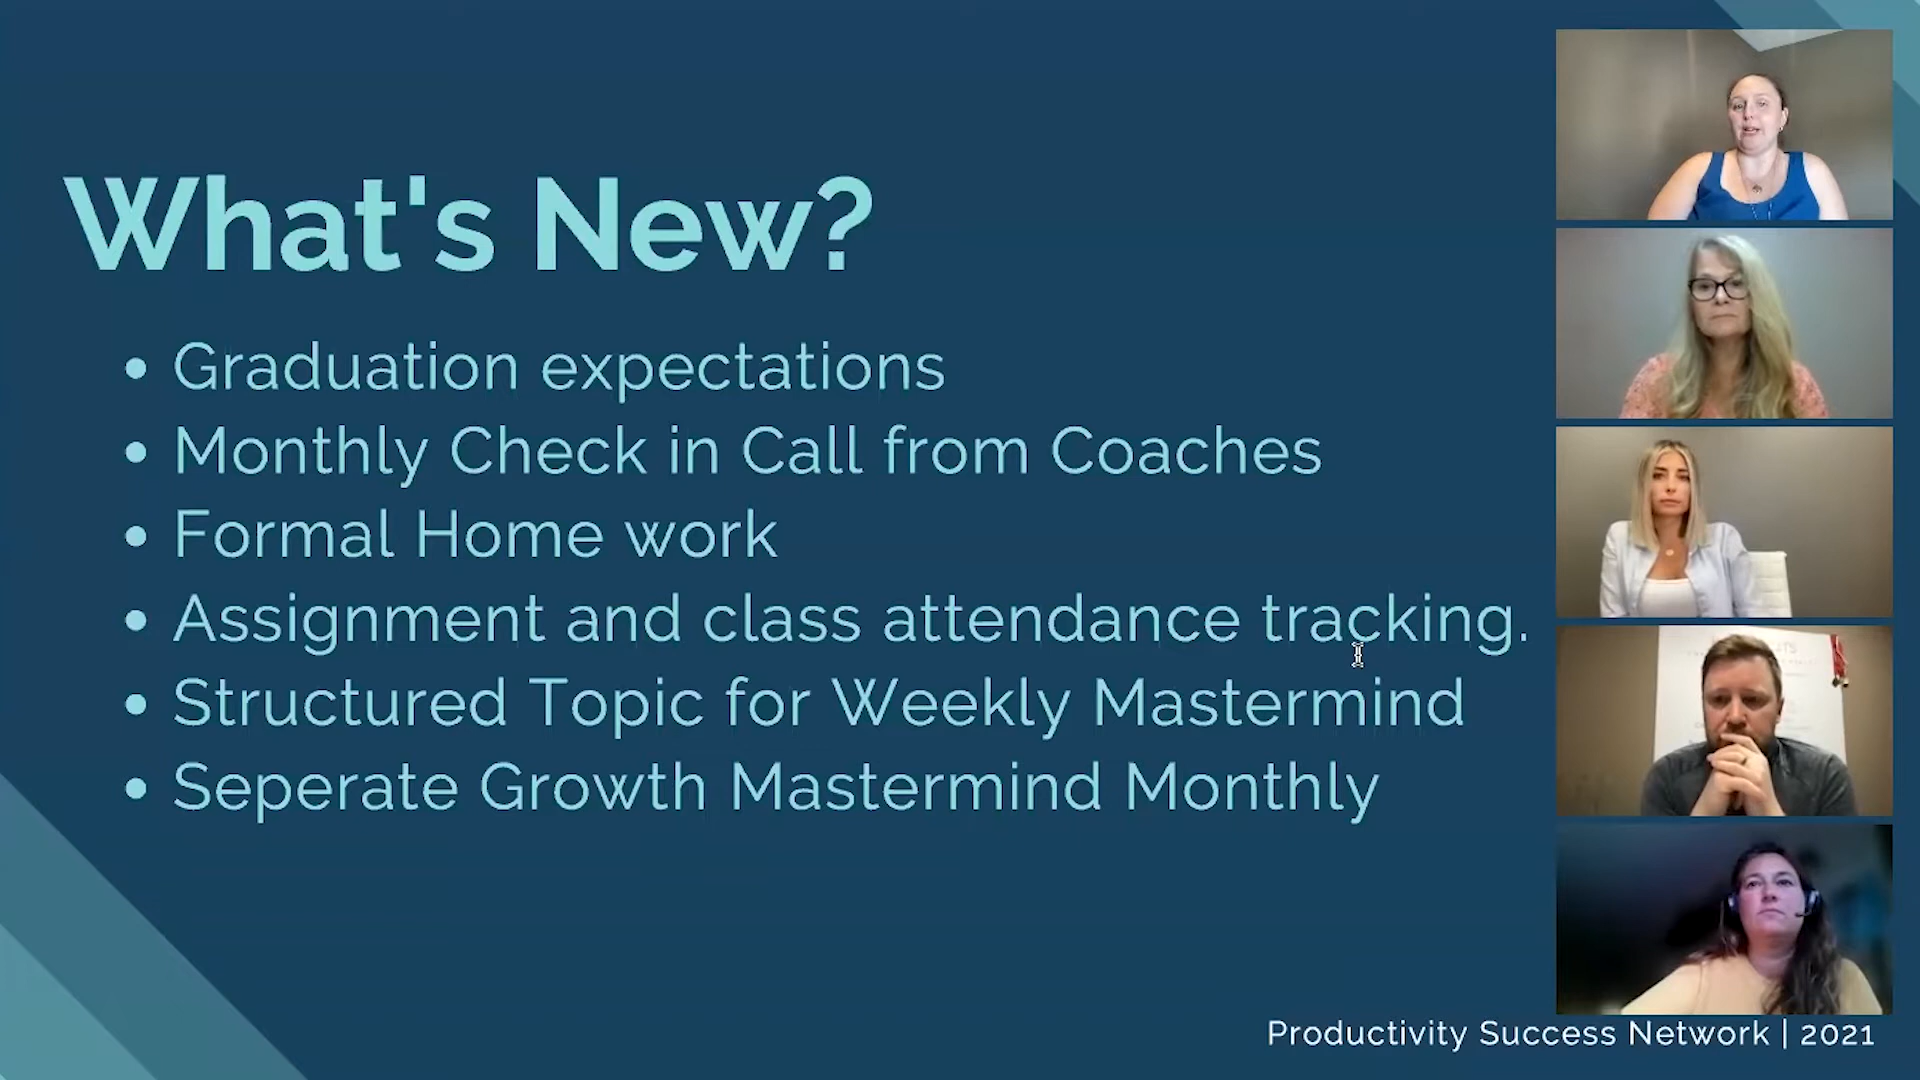 What's New?
• Graduation expectations
• Monthly Check in Call from Coaches
• Formal Home work
• Assignment and class attendance tracking.
• Structured Topic for Weekly Mastermind
• Seperate Growth Mastermind Monthly
Productivity Success Network | 2021